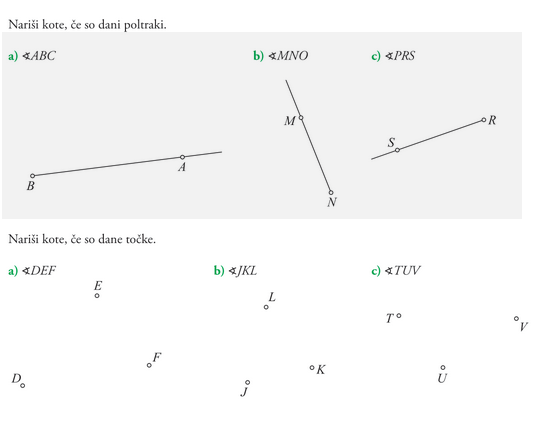 Nariši kote, če so dani poltraki.
a) ∢ABC
b) ∢MNO
c) ∢PRS
M
R
S
A
B
N
Nariši kote, če so dane točke.
a) ∢DEF
b) ∢JKL
c) ∢TUV
E
L
T
V
F
K
D
J
U